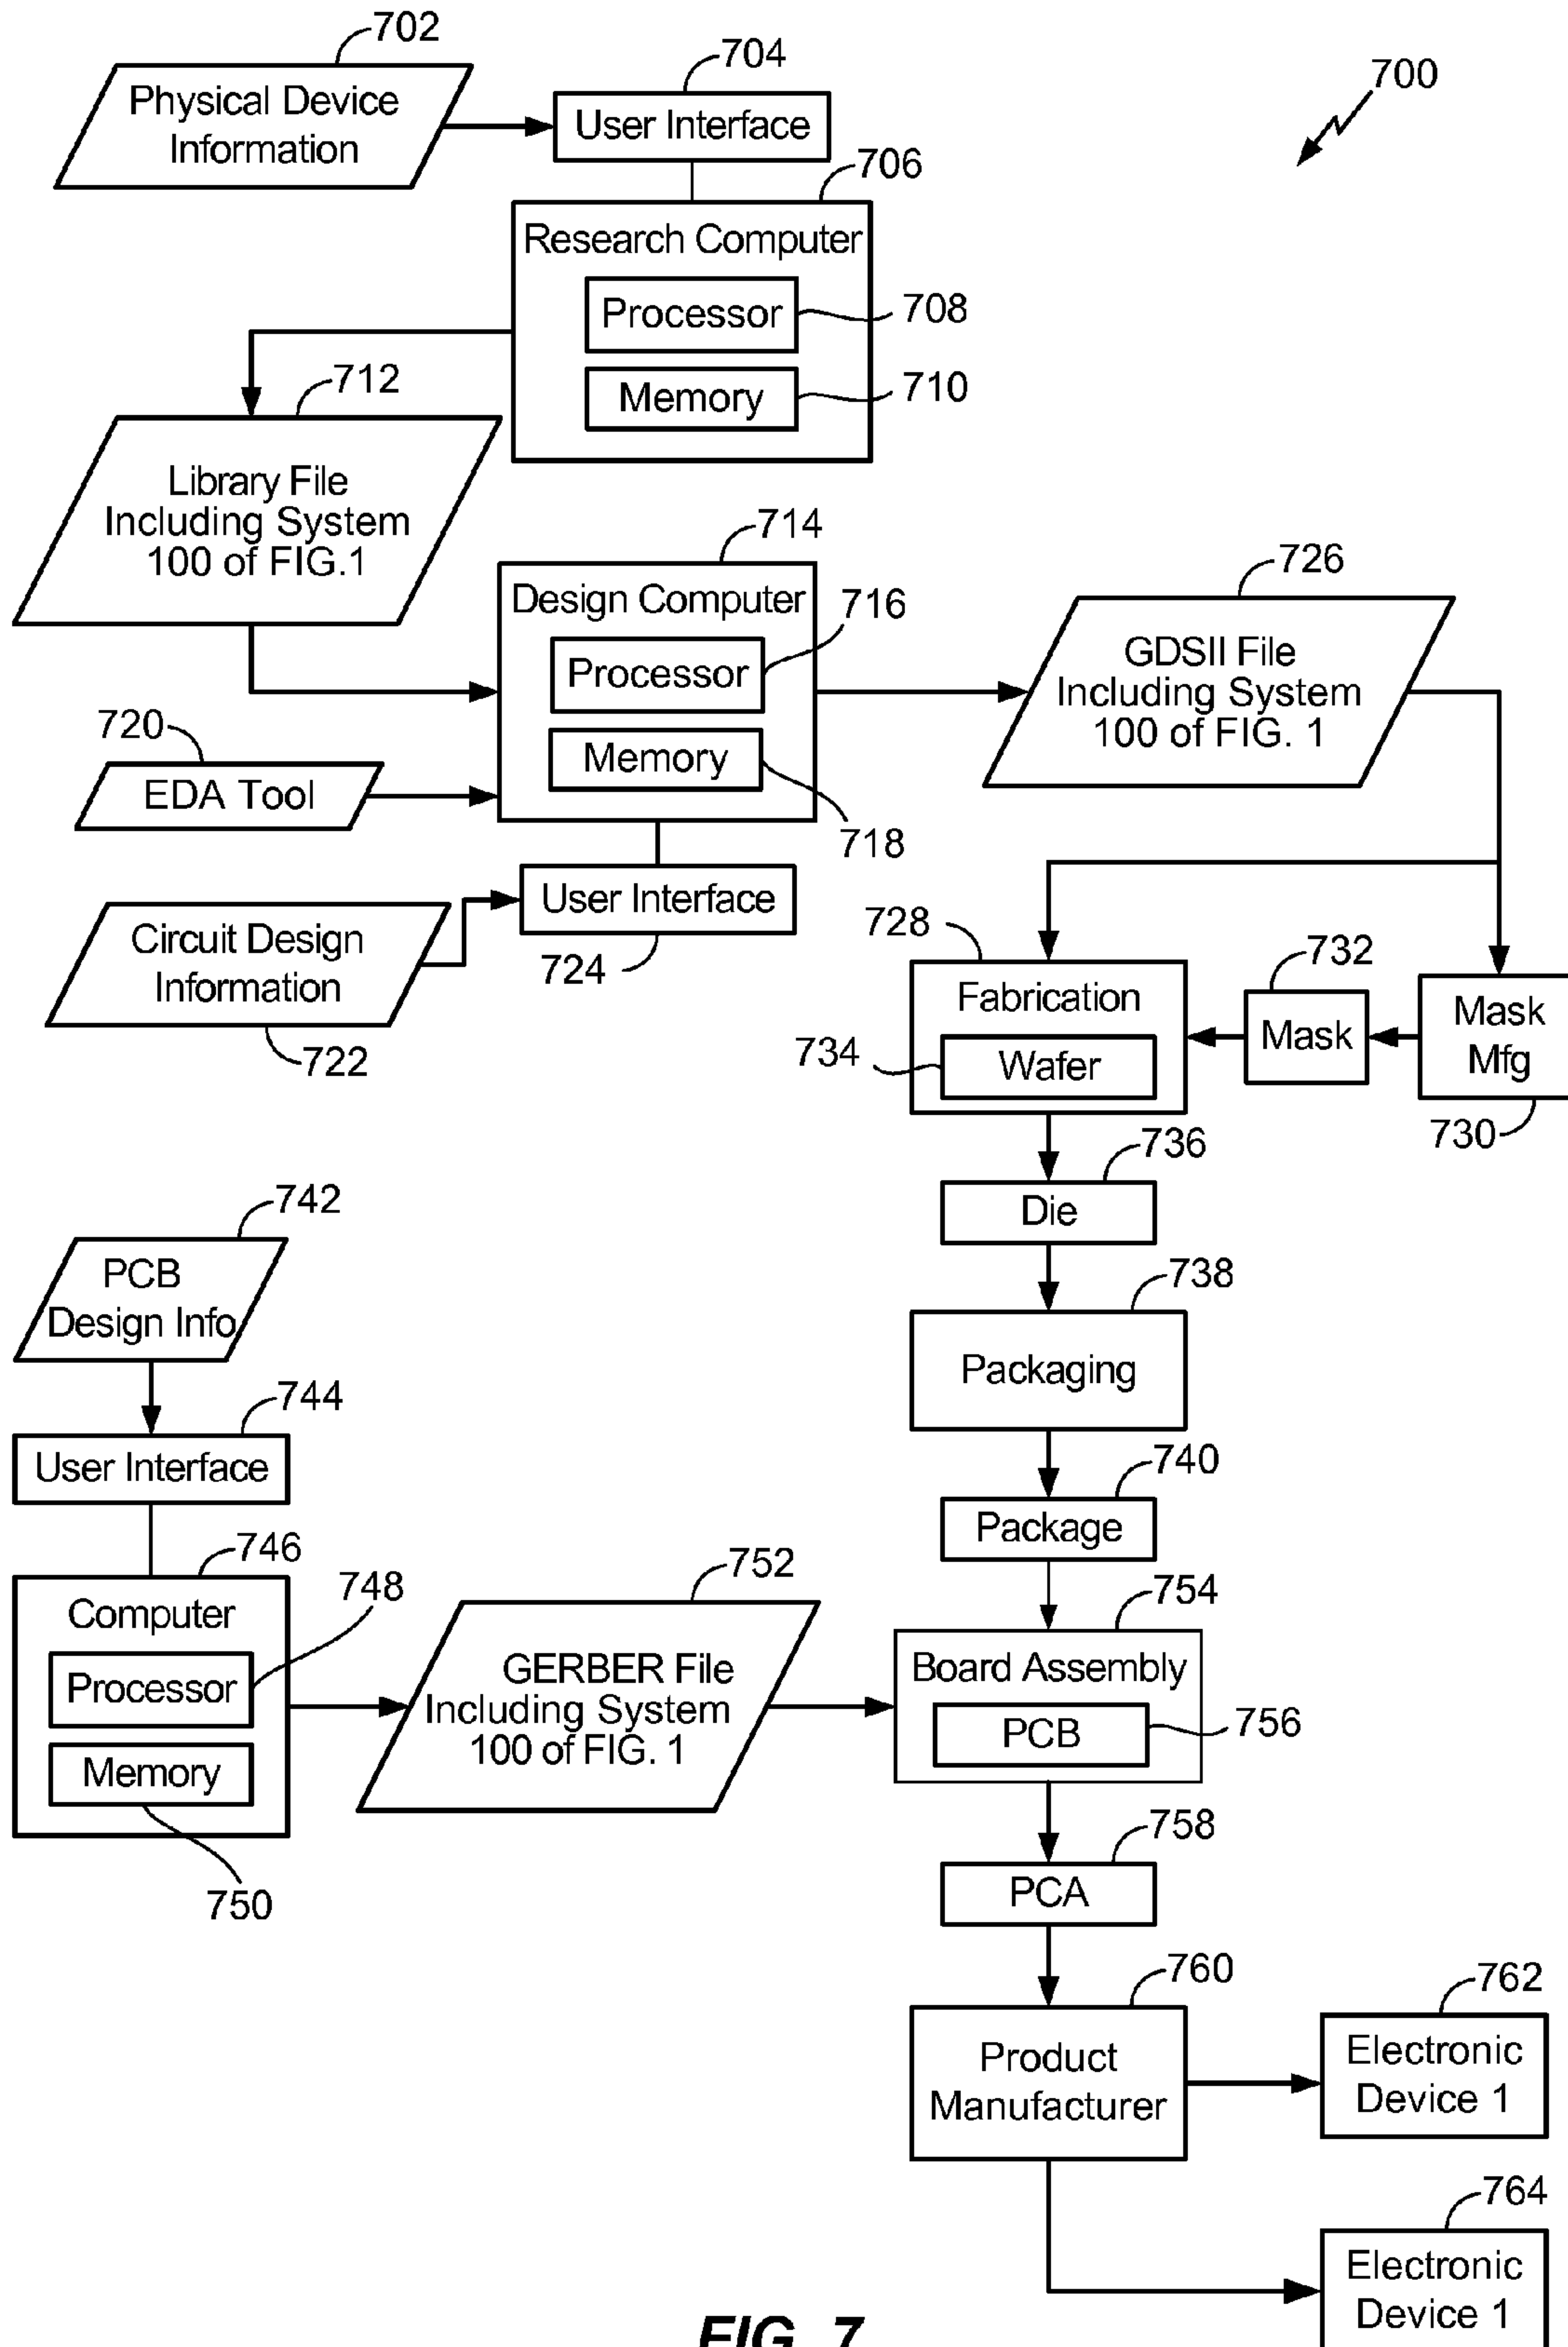 702
704
700
Physical Device
Information
User Interface
706
Research Computer
Processor
708
712
Memory
710
Library File
Including System
100 of FIG.1
714
726
Design Computer
716
Processor
GDSII File
Including System
100 of FIG. 1
720
Memory
EDA Tool
718
User Interface
Circuit Design
Information
724
722
728
732
Fabrication
Mask
Mask
Mfg
734
Wafer
730
736
Die
742
PCB
Design Info
738
Packaging
744
User Interface
740
Package
746
748
752
754
Computer
Processor
Memory
750
GERBER File
Including System
100 of FIG. 1
Board Assembly
PCB
756
758
PCA
760
762
Product
Manufacturer
Electronic
Device 1
764
Electronic
Device 1
FIG. 7